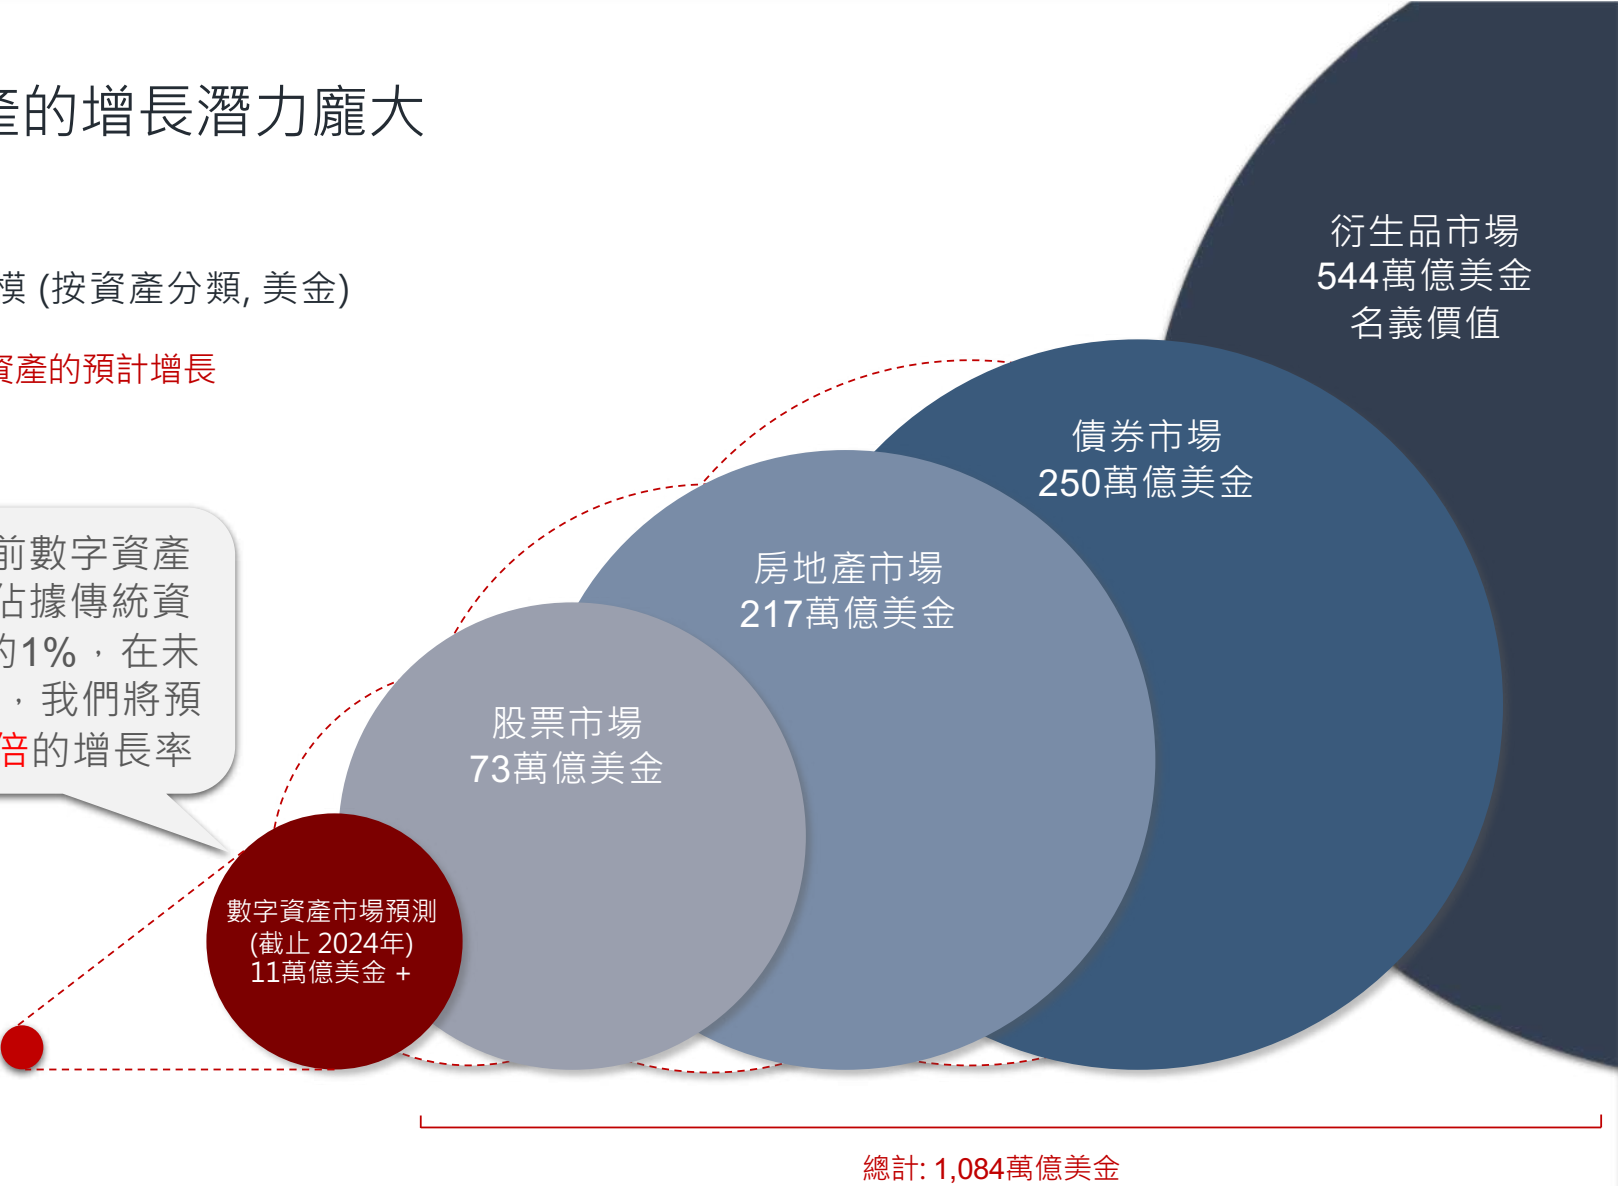 產的增長潛力龐大
模 (按資產分類, 美金)
資產的預計增長
衍生品市場
544萬億美金
名義價值
債券市場
250萬億美金
房地產市場
217萬億美金
前數字資產
佔據傳統資
的1%，在未
，我們將預
倍的增長率
股票市場
73萬億美金
數字資產市場預測
(截止 2024年)
11萬億美金 +
總計: 1,084萬億美金